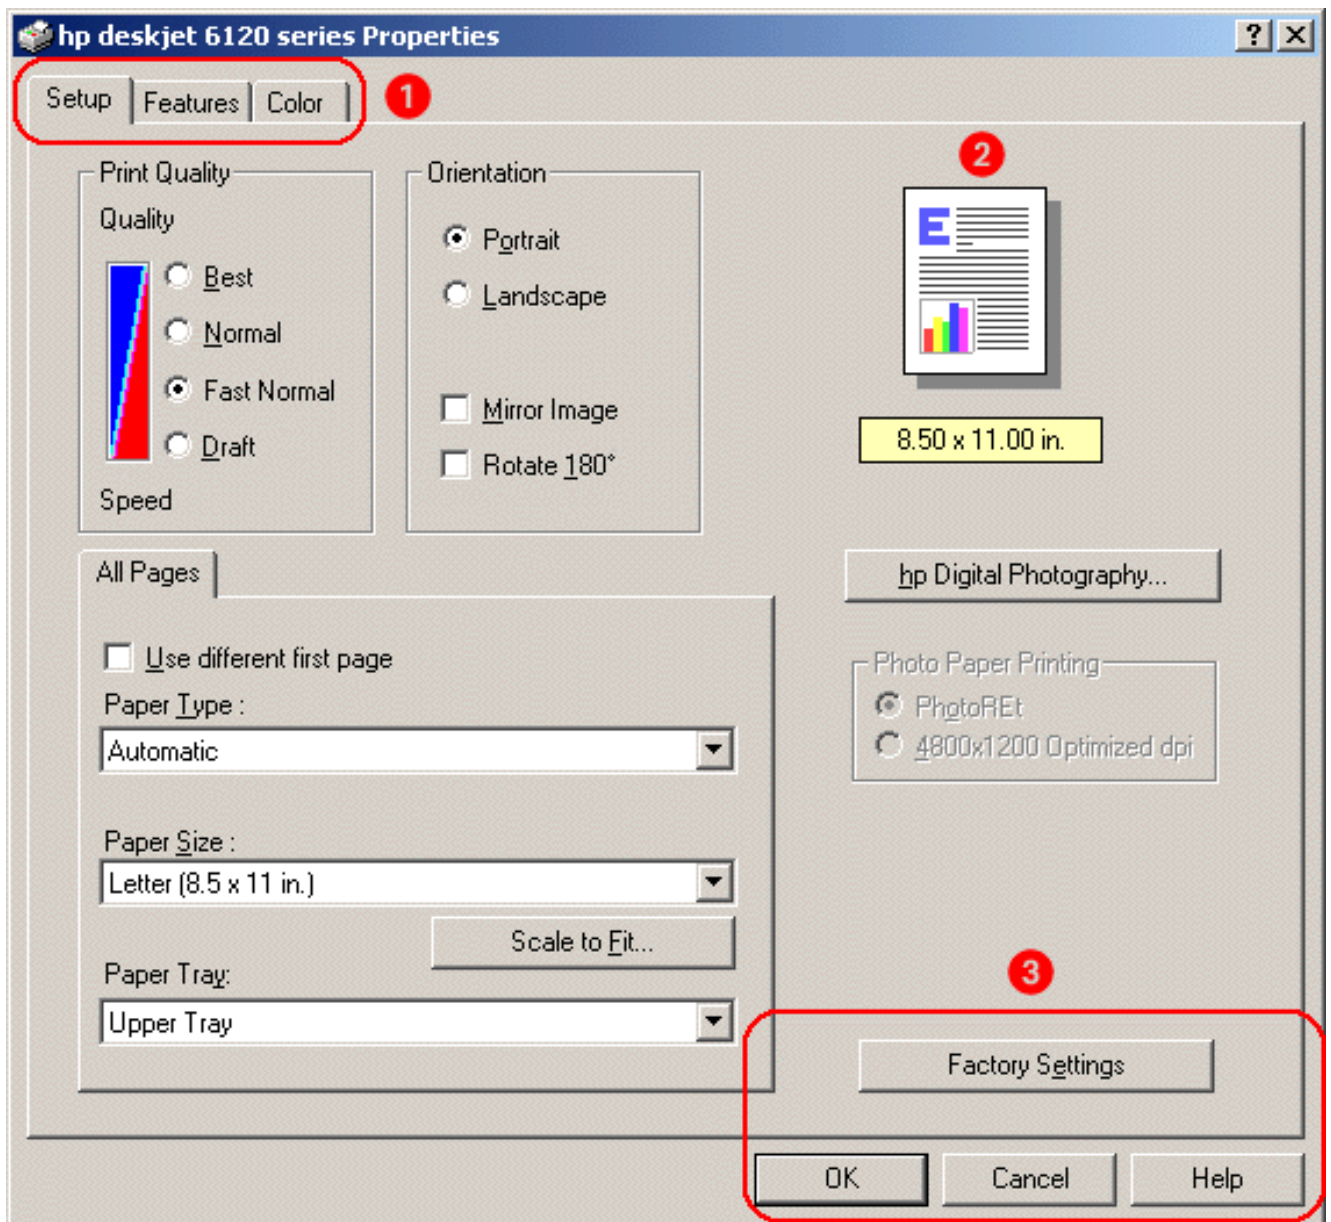 hp deskjet 6120 series Properties
Setup Features Color
1
2
Print Quality
Quality
Best
Normal
Fast Normal
Draft
Speed
Orientation
Portrait
Landscape
Mirror Image
Rotate 180°
E
8.50 x 11.00 in.
hp Digital Photography...
All Pages
Use different first page
Paper Type :
Automatic
Paper Size :
Letter (8.5 x 11 in.)
Scale to Fit...
Paper Tray:
Upper Tray
Photo Paper Printing
PhotoREt
4800x1200 Optimized dpi
3
Factory Settings
OK Cancel Help